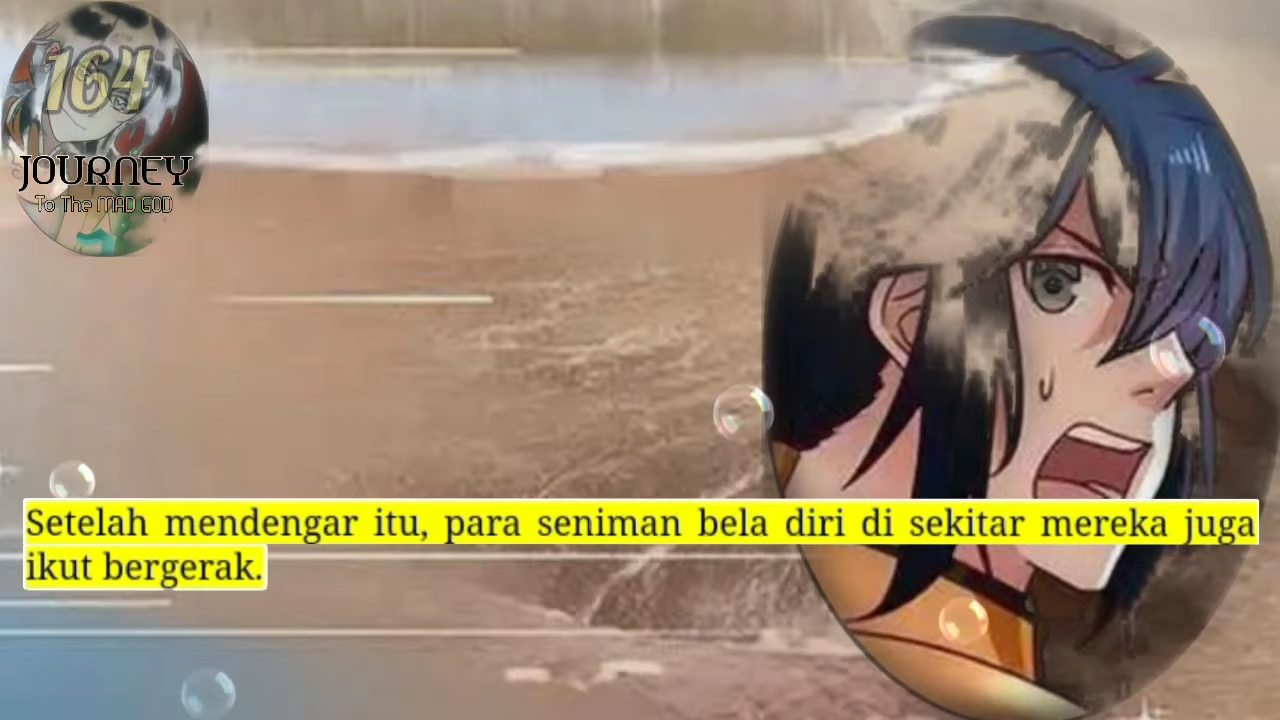 164
JOURNEY
To The MAD GOD
Setelah mendengar itu, para seniman bela diri di sekitar mereka juga
ikut bergerak.